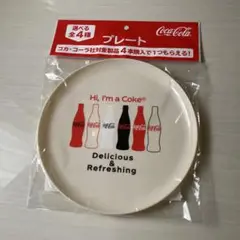 選べる
全4種
プレート
Coca-Cola
コカ・コーラ社対象製品4本購入で1つもらえる!
Hi, I'm a Coke®
Delicious
&
Refreshing